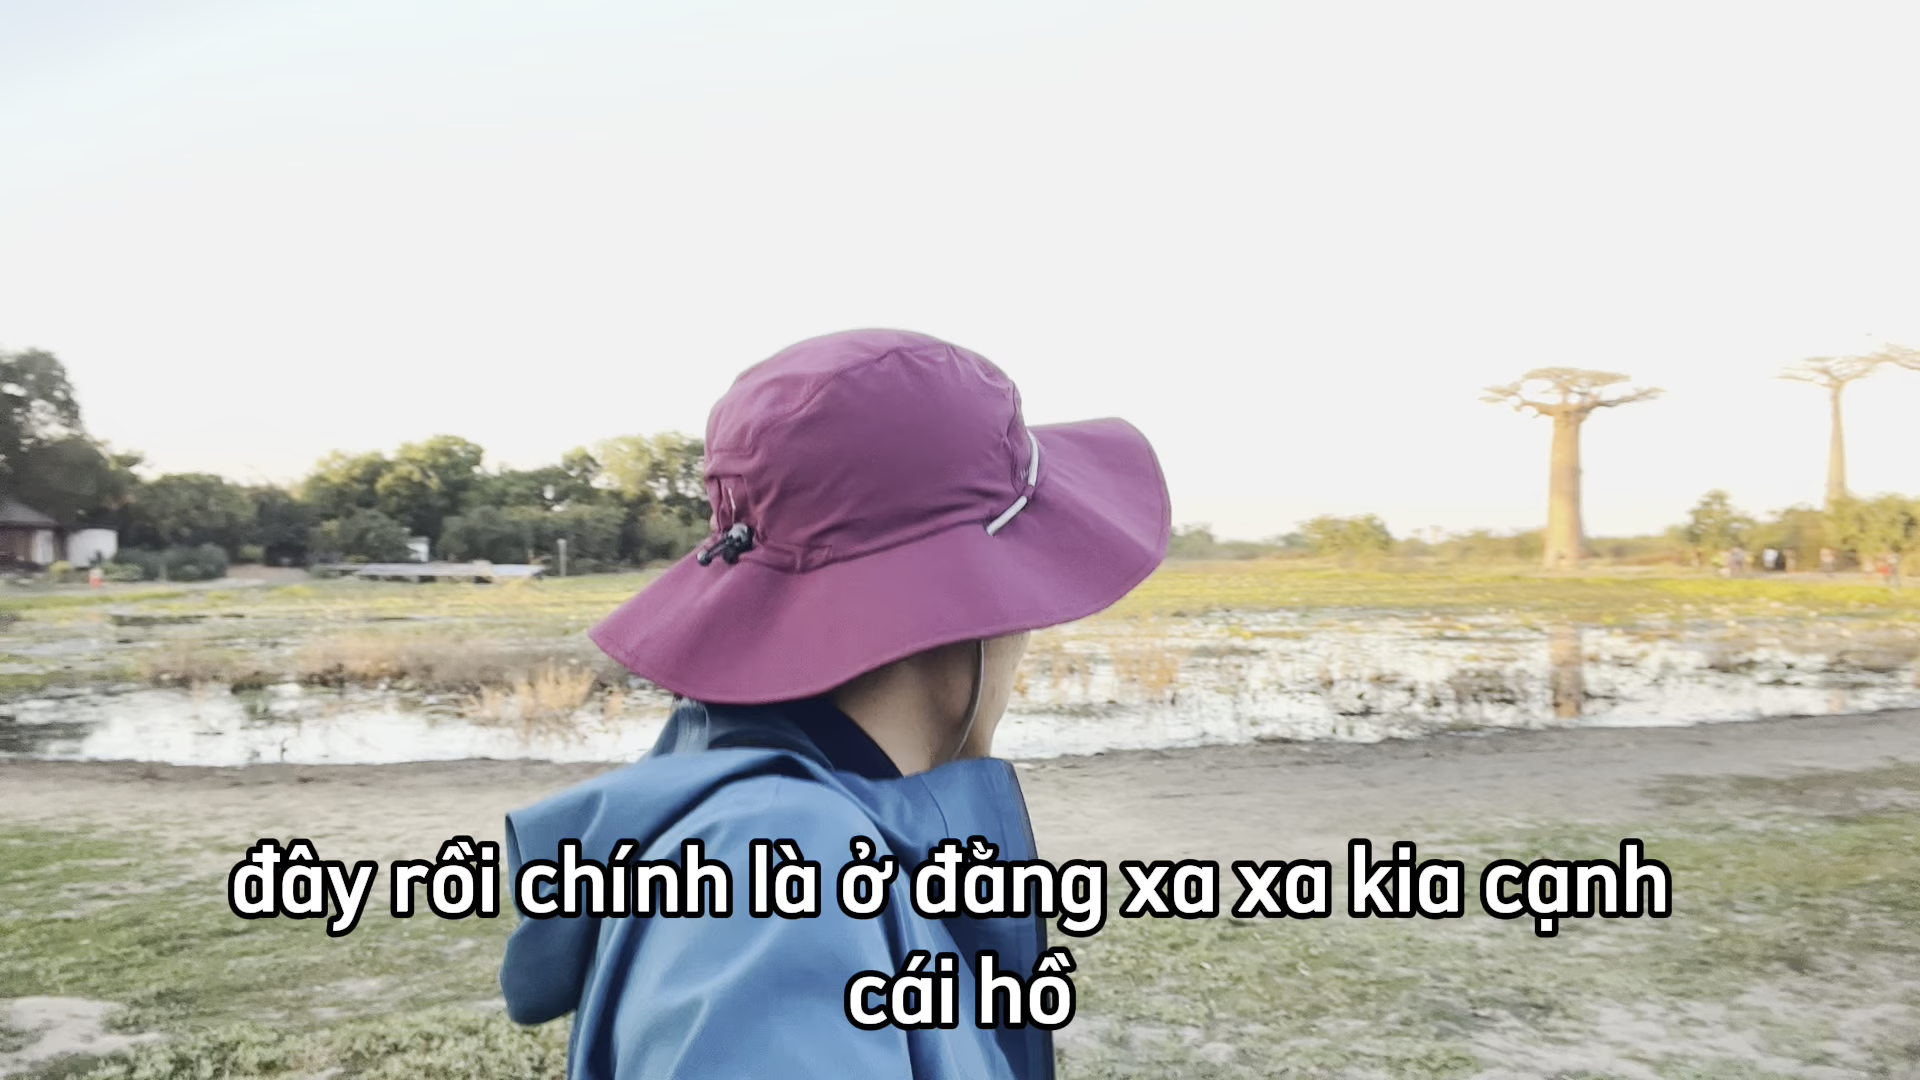 đây rồi chính là ở đằng xa xa kia cạnh
cái hồ